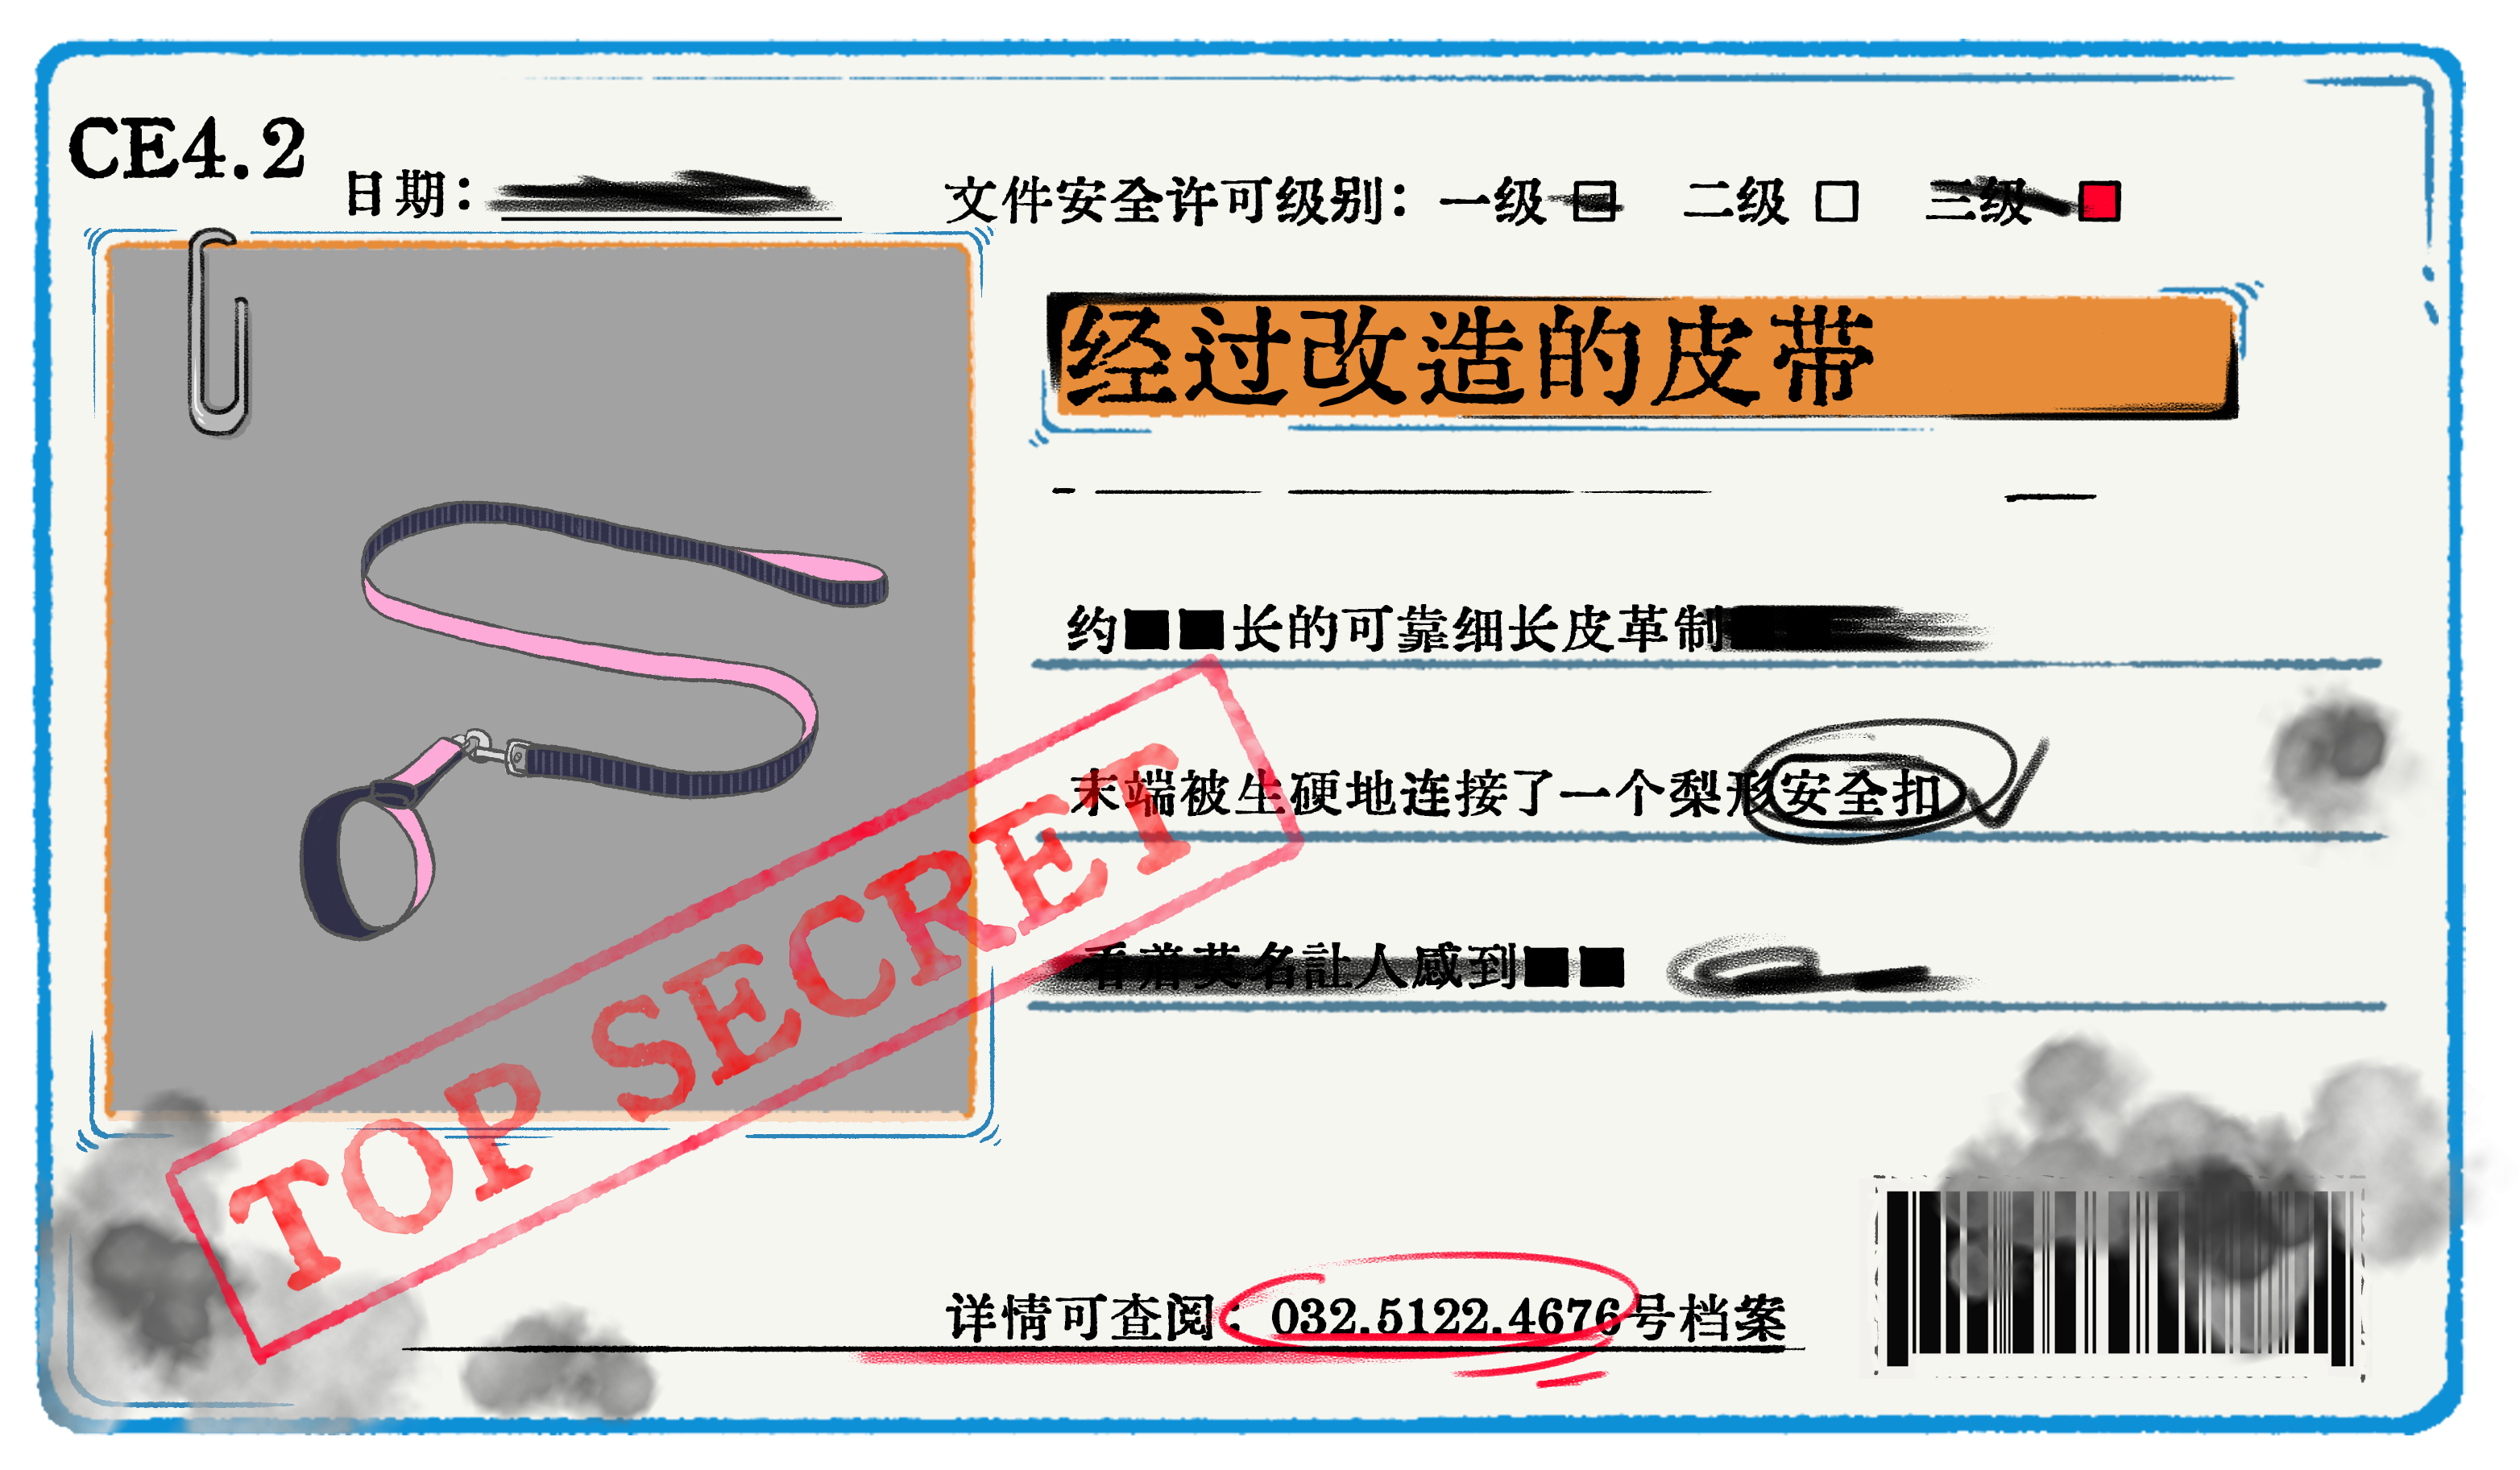 CE4.2
日期：
文件安全许可级别：一级 □ 二级 □ 三级 ■
经过改造的皮带
约■■长的可靠细长皮革制
末端被生硬地连接了一个梨形安全扣
看着莫名让人感到■■
TOP SECRET
详情可查阅：032.5122.4676号档案